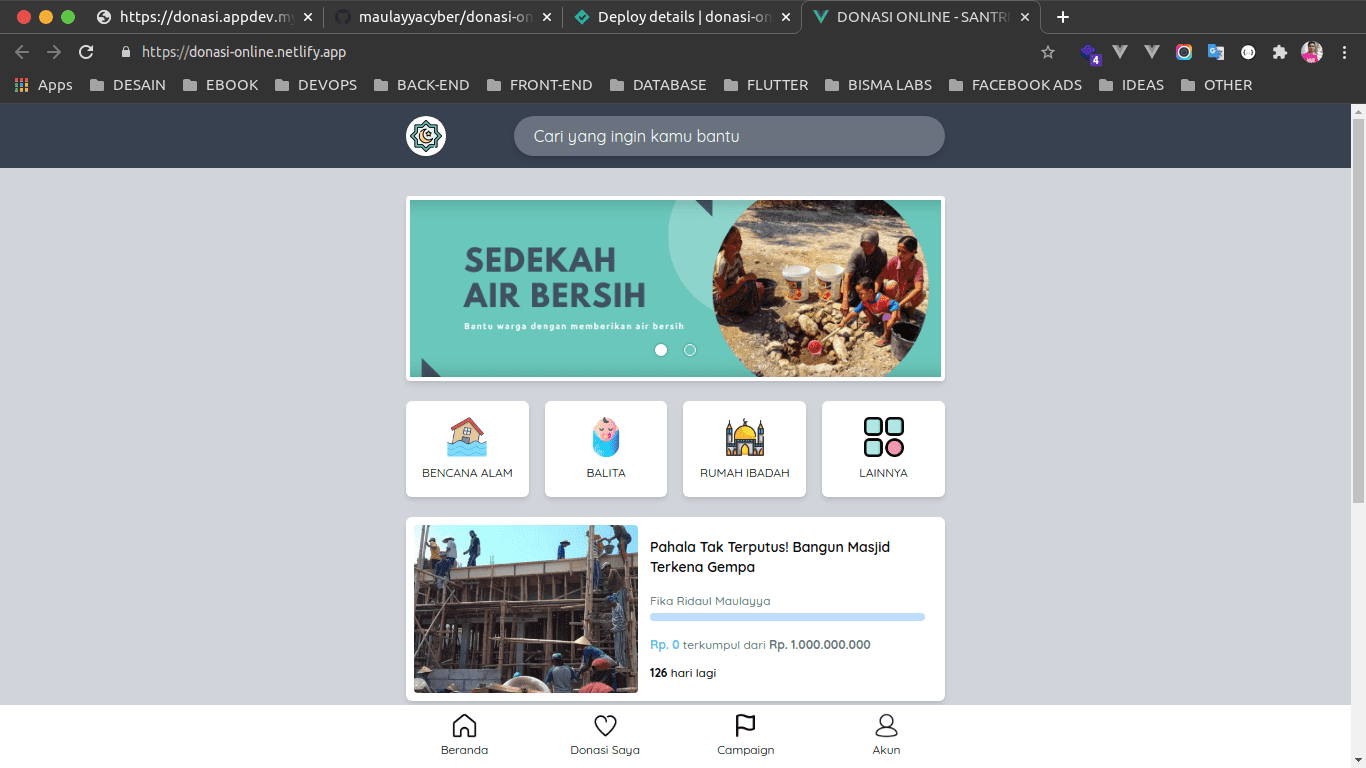 https://donasi.appdev.my
maulayyacyber/donasi-on
Deploy details | donasi-on
DONASI ONLINE - SANTRI
https://donasi-online.netlify.app
4
Apps
DESAIN
EBOOK
DEVOPS
BACK-END
FRONT-END
DATABASE
FLUTTER
BISMA LABS
FACEBOOK ADS
IDEAS
OTHER
Cari yang ingin kamu bantu
SEDEKAH
AIR BERSIH
Bantu warga dengan memberikan air bersih
BENCANA ALAM
BALITA
RUMAH IBADAH
LAINNYA
Pahala Tak Terputus! Bangun Masjid
Terkena Gempa
Fika Ridaul Maulayya
Rp. 0 terkumpul dari Rp. 1.000.000.000
126 hari lagi
Beranda
Donasi Saya
Campaign
Akun